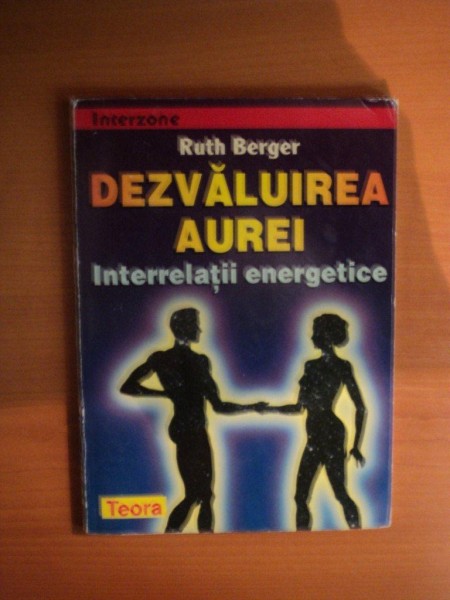 Interzone
Ruth Berger
DEZVĂLUIREA
AUREI
Interrelații energetice
Teora